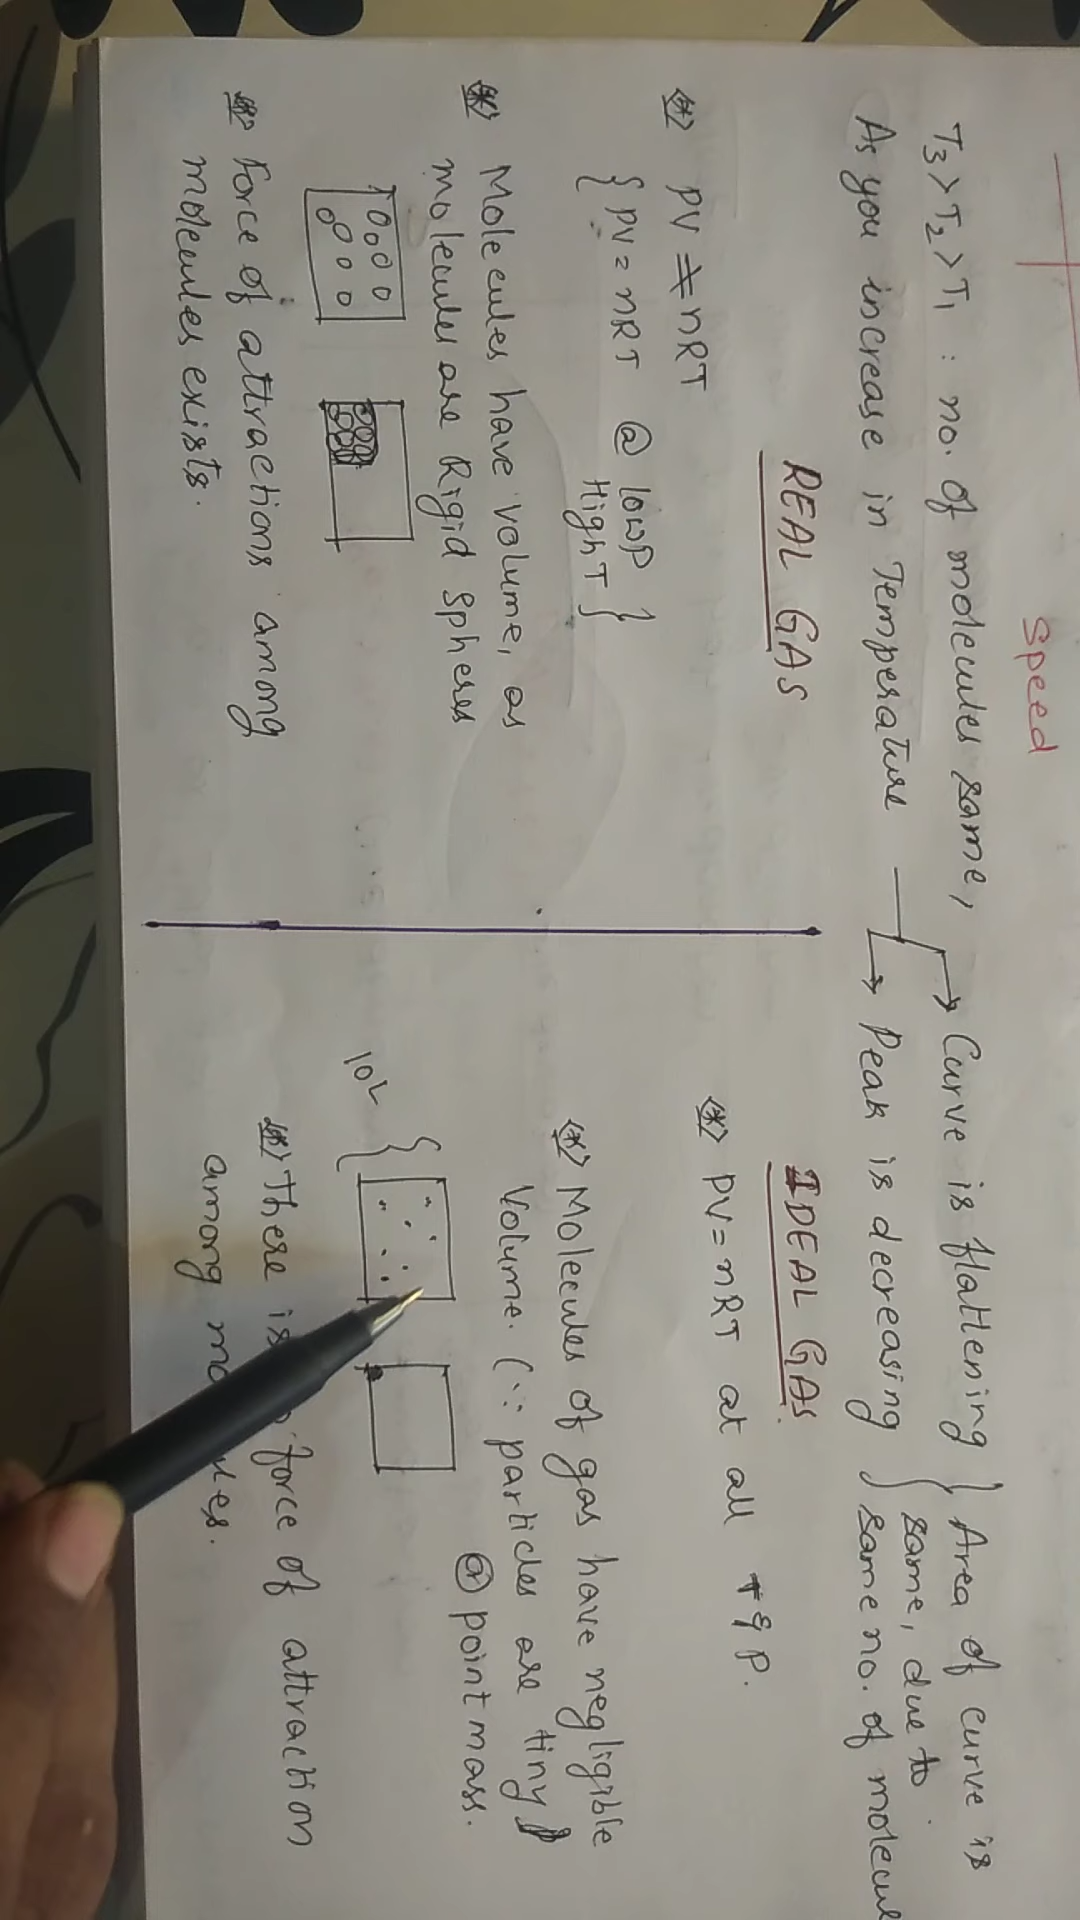 Speed
T3 > T2 > T1 : no. of molecules same,
As you increase in Temperature
→ Curve is flattening
→ Peak is decreasing
} Area of curve is
same, due to
same no. of molecul
REAL GAS
PV ≠ nRT
{ PV = nRT @ low P
High T }
Molecules have volume, as
molecules are Rigid spheres
Force of attractions among
molecules exists.
IDEAL GAS
PV = nRT at all T & P.
Molecules of gas have negligible
Volume. (∵ particles are tiny
or point mass.
10L {
There is force of attraction
among